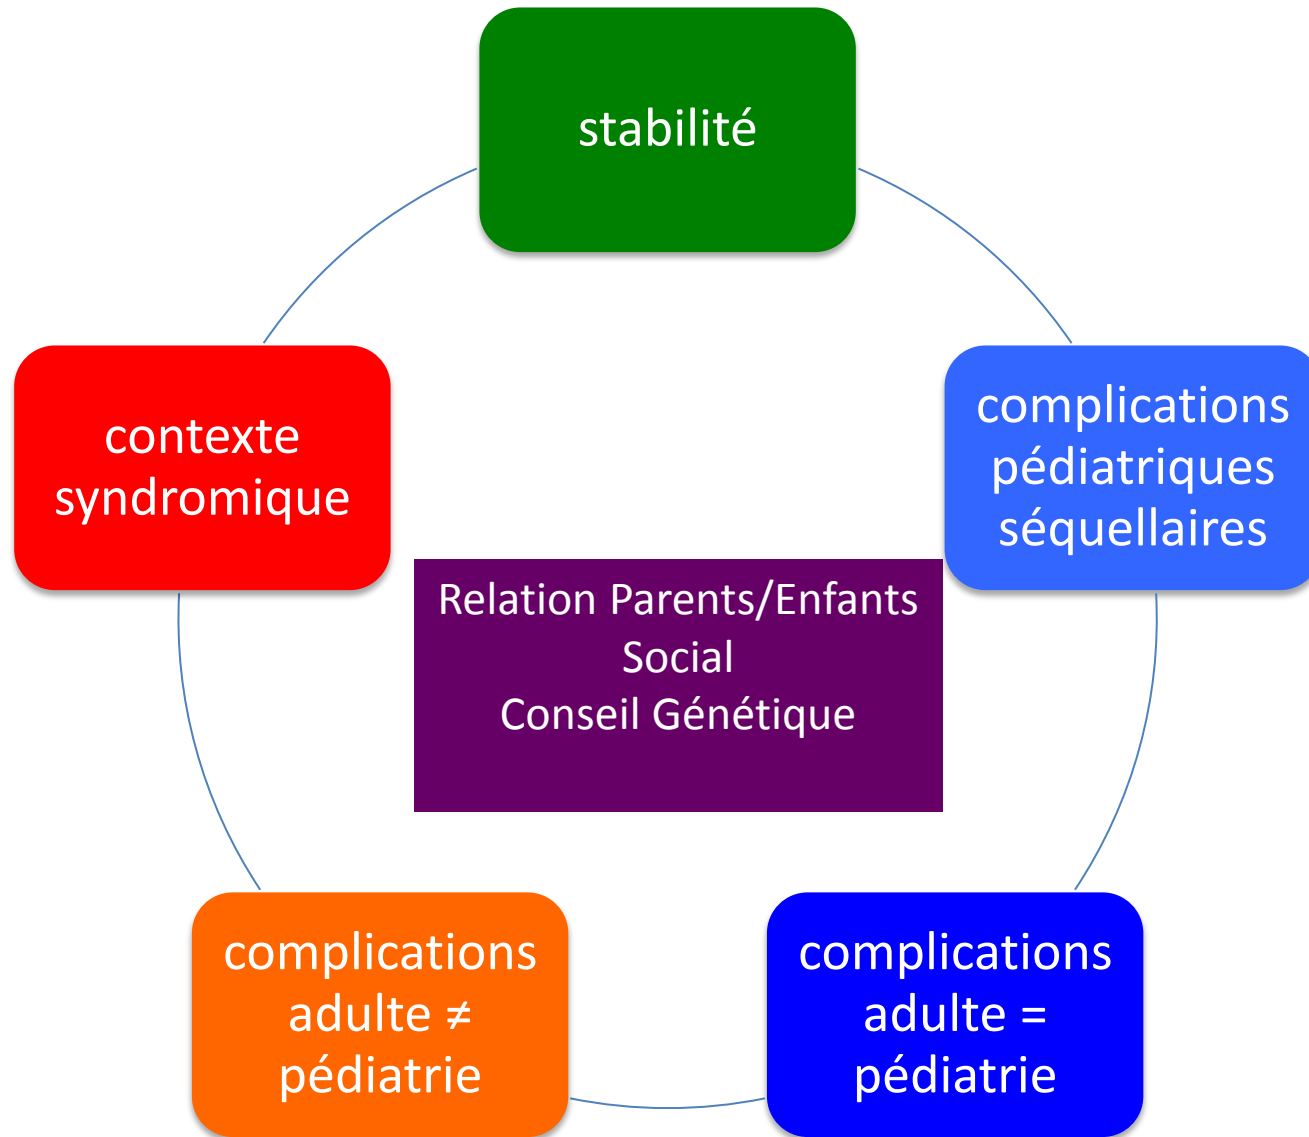 stabilité
contexte
syndromique
complications
pédiatriques
séquellaires
Relation Parents/Enfants
Social
Conseil Génétique
complications
adulte ≠
pédiatrie
complications
adulte =
pédiatrie